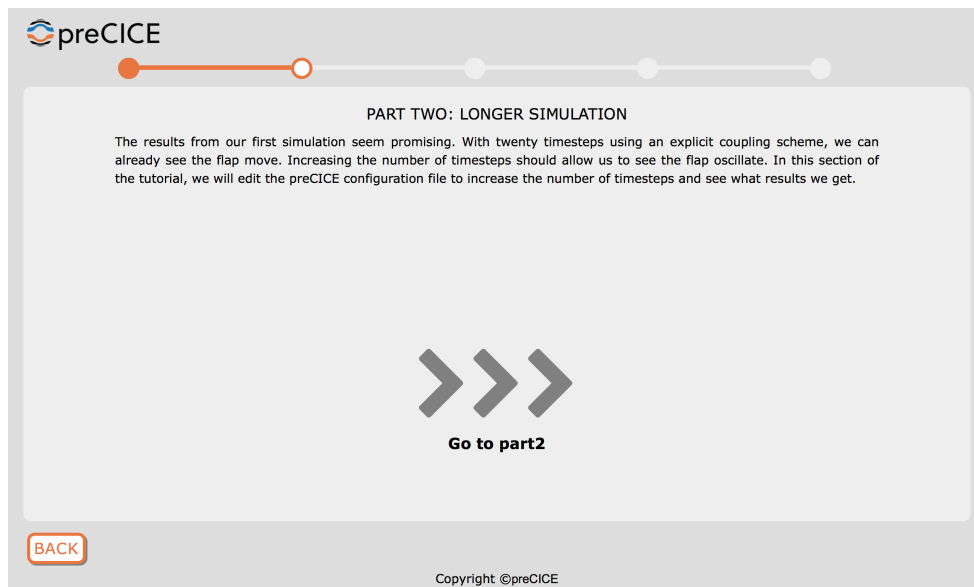 preCICE
PART TWO: LONGER SIMULATION
The results from our first simulation seem promising. With twenty timesteps using an explicit coupling scheme, we can
already see the flap move. Increasing the number of timesteps should allow us to see the flap oscillate. In this section of
the tutorial, we will edit the preCICE configuration file to increase the number of timesteps and see what results we get.
Go to part2
BACK
Copyright ©preCICE